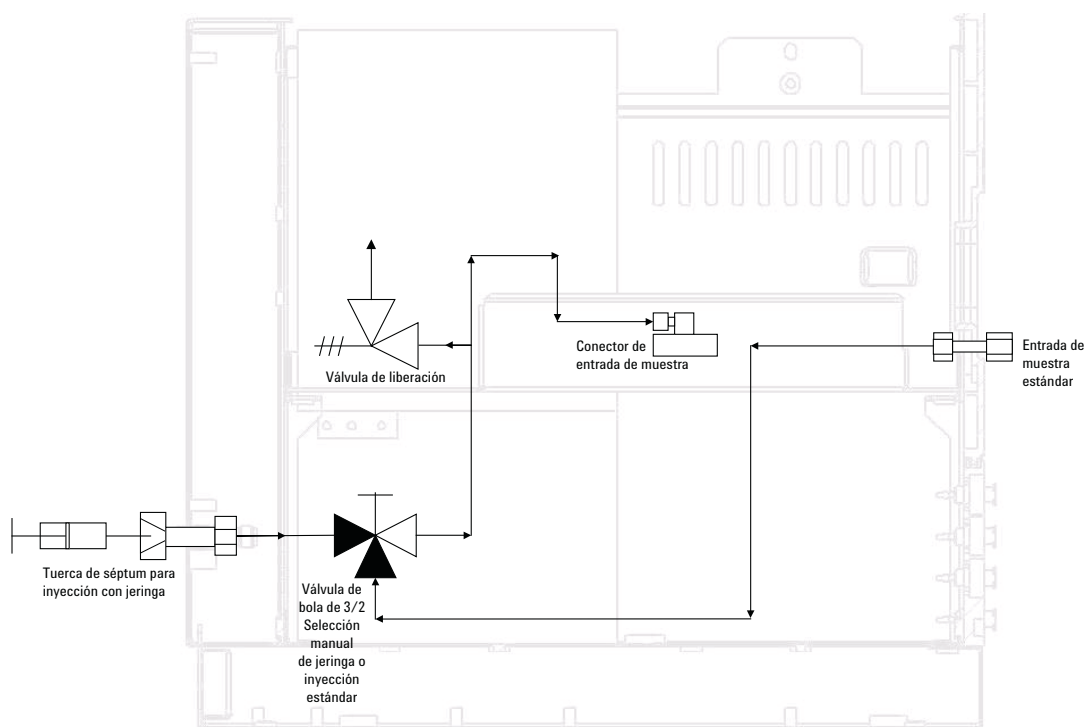 Válvula de liberación
Conector de
entrada de muestra
Entrada de
muestra
estándar
Tuerca de séptum para
inyección con jeringa
Válvula de
bola de 3/2
Selección
manual
de jeringa o
inyección
estándar